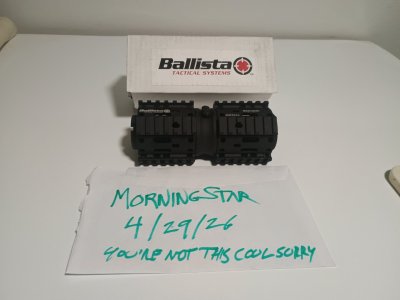 Ballista
TACTICAL SYSTEMS
MORNINGSTAR
4/29/26
YOU'RE NOT THIS COOL SORRY